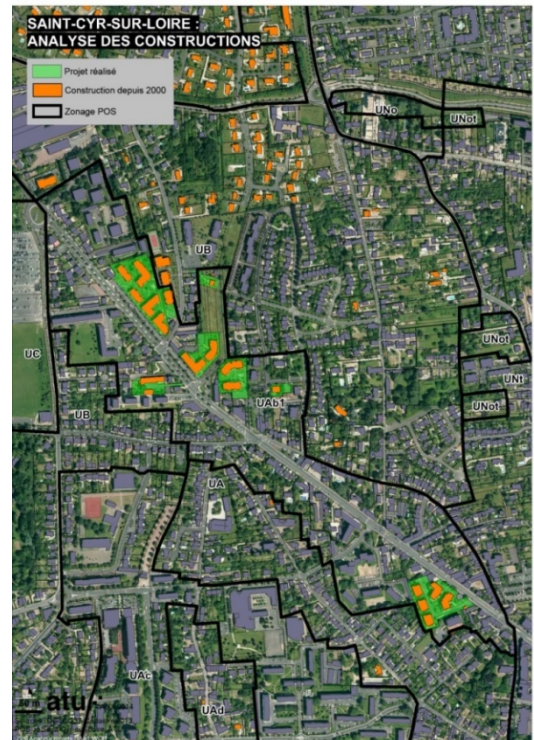 SAINT-CYR-SUR-LOIRE :
ANALYSE DES CONSTRUCTIONS
Projet réalisé
Construction depuis 2000
Zonage POS
UNo
UNot
UB
UNot
UC
UNt
UB
UAb1
UNot
UA
UAc
UAd
atu